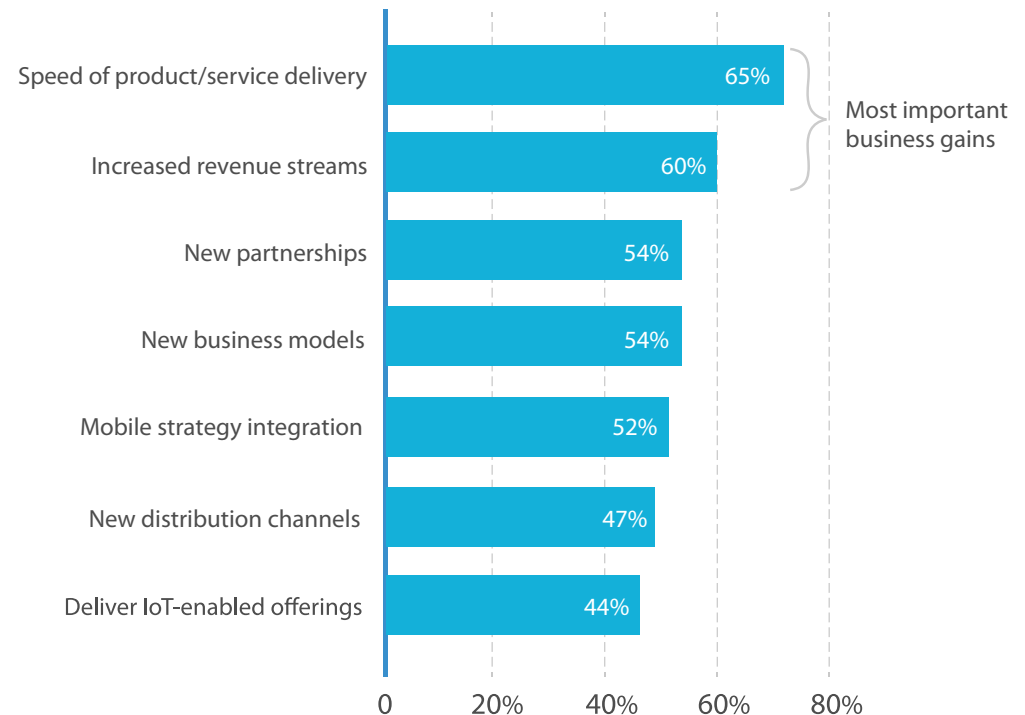 Speed of product/service delivery 65%
Most important
business gains
Increased revenue streams 60%
New partnerships 54%
New business models 54%
Mobile strategy integration 52%
New distribution channels 47%
Deliver IoT-enabled offerings 44%
0 20% 40% 60% 80%